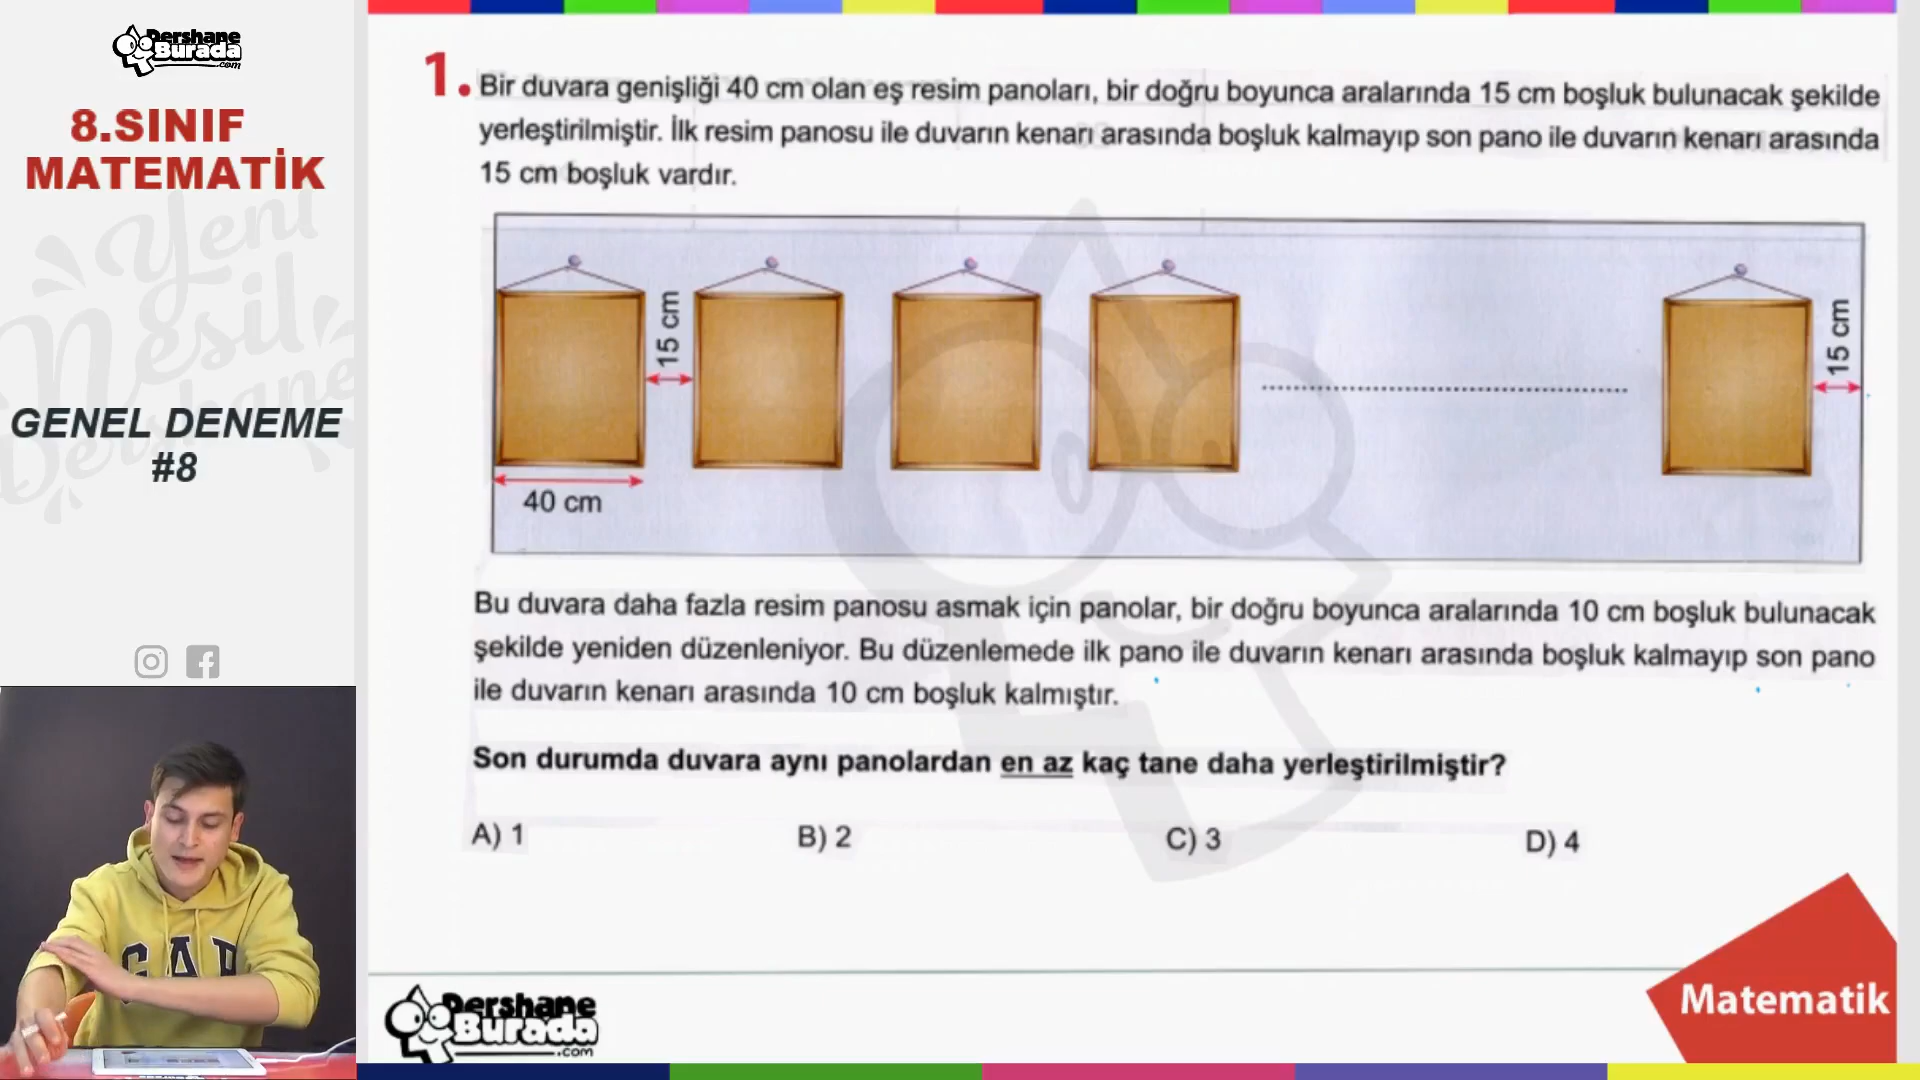 Dershane
Burada
.com
8.SINIF
MATEMATİK
Yeni
Nesil
Dershane
GENEL DENEME
#8
1. Bir duvara genişliği 40 cm olan eş resim panoları, bir doğru boyunca aralarında 15 cm boşluk bulunacak şekilde
yerleştirilmiştir. İlk resim panosu ile duvarın kenarı arasında boşluk kalmayıp son pano ile duvarın kenarı arasında
15 cm boşluk vardır.
15 cm
15 cm
40 cm
Bu duvara daha fazla resim panosu asmak için panolar, bir doğru boyunca aralarında 10 cm boşluk bulunacak
şekilde yeniden düzenleniyor. Bu düzenlemede ilk pano ile duvarın kenarı arasında boşluk kalmayıp son pano
ile duvarın kenarı arasında 10 cm boşluk kalmıştır.
Son durumda duvara aynı panolardan en az kaç tane daha yerleştirilmiştir?
A) 1 B) 2 C) 3 D) 4
GAP
Dershane
Burada
.com
Matematik